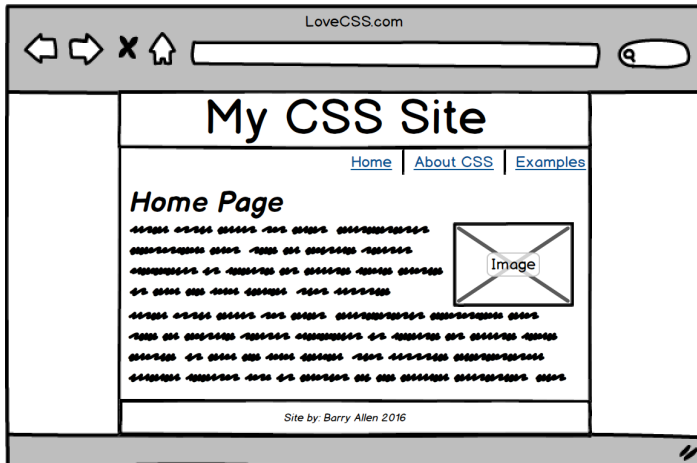 LoveCSS.com
My CSS Site
Home About CSS Examples
Home Page
Image
Site by: Barry Allen 2016